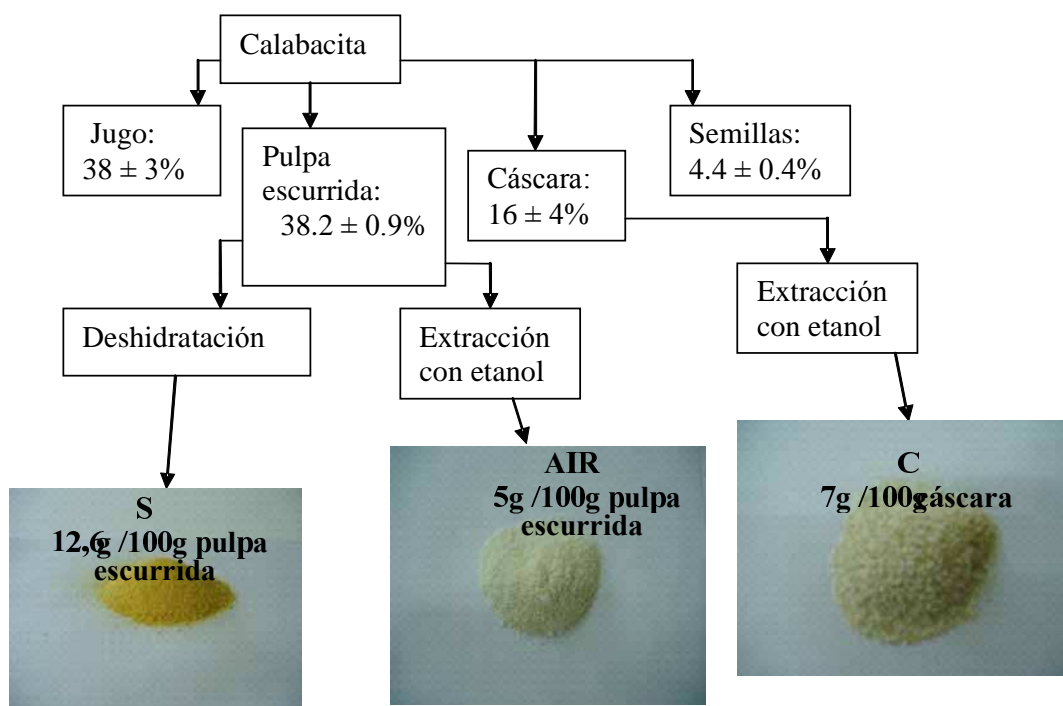 Calabacita
Jugo:
38 ± 3%
Pulpa
escurrida:
38.2 ± 0.9%
Cáscara:
16 ± 4%
Semillas:
4.4 ± 0.4%
Deshidratación
Extracción
con etanol
Extracción
con etanol
S
12,6g /100g pulpa
escurrida
AIR
5g /100g pulpa
escurrida
C
7g /100g cáscara